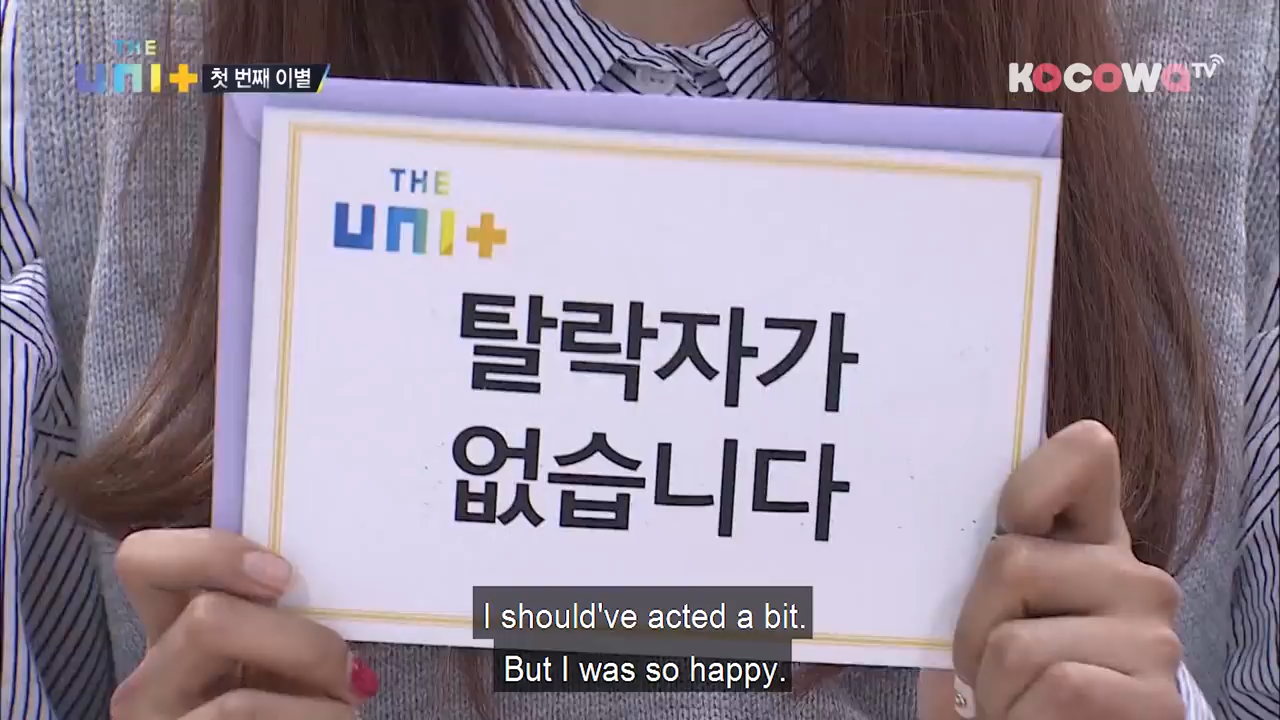 THE
UNI+ 첫 번째 이별
KOCOWA TV
THE
UNI+
탈락자가
없습니다
I should've acted a bit.
But I was so happy.